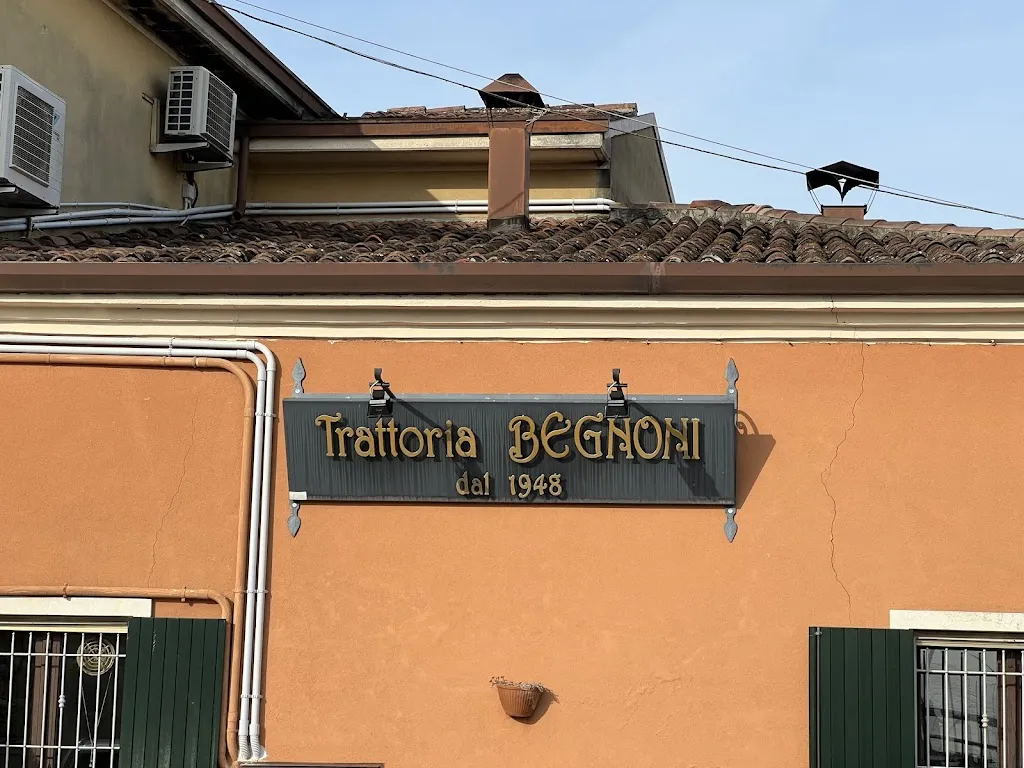 Trattoria BEGNONI
dal 1948